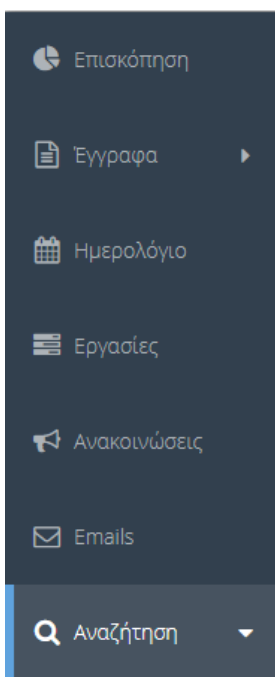 Επισκόπηση
Έγγραφα
Ημερολόγιο
Εργασίες
Ανακοινώσεις
Emails
Αναζήτηση